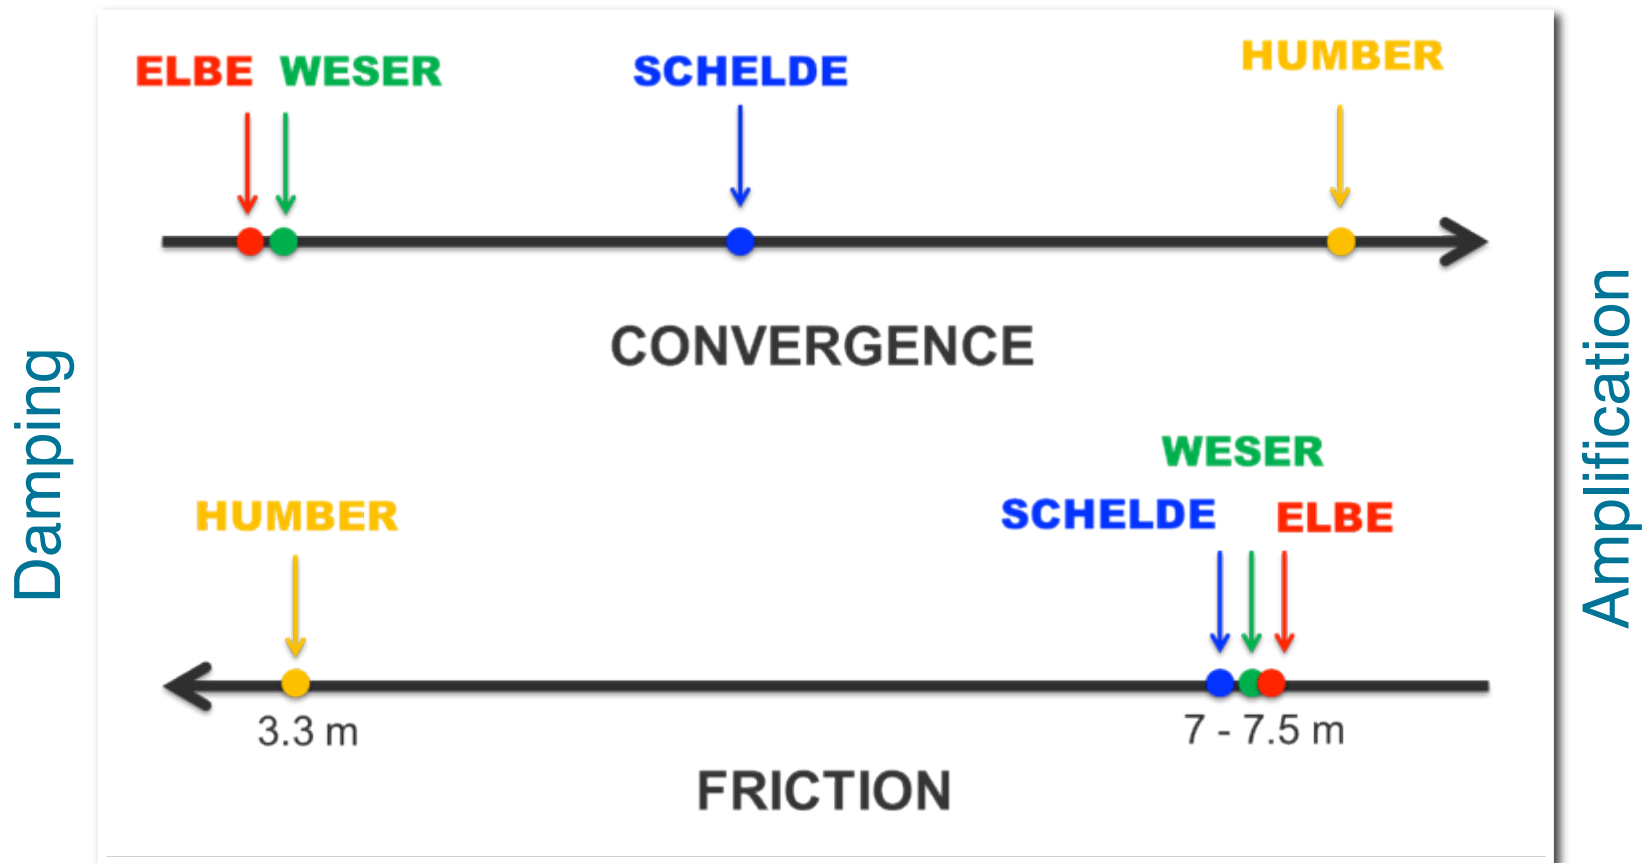 ELBE WESER SCHELDE HUMBER
CONVERGENCE
Damping
Amplification
WESER
HUMBER SCHELDE ELBE
3.3 m 7 - 7.5 m
FRICTION